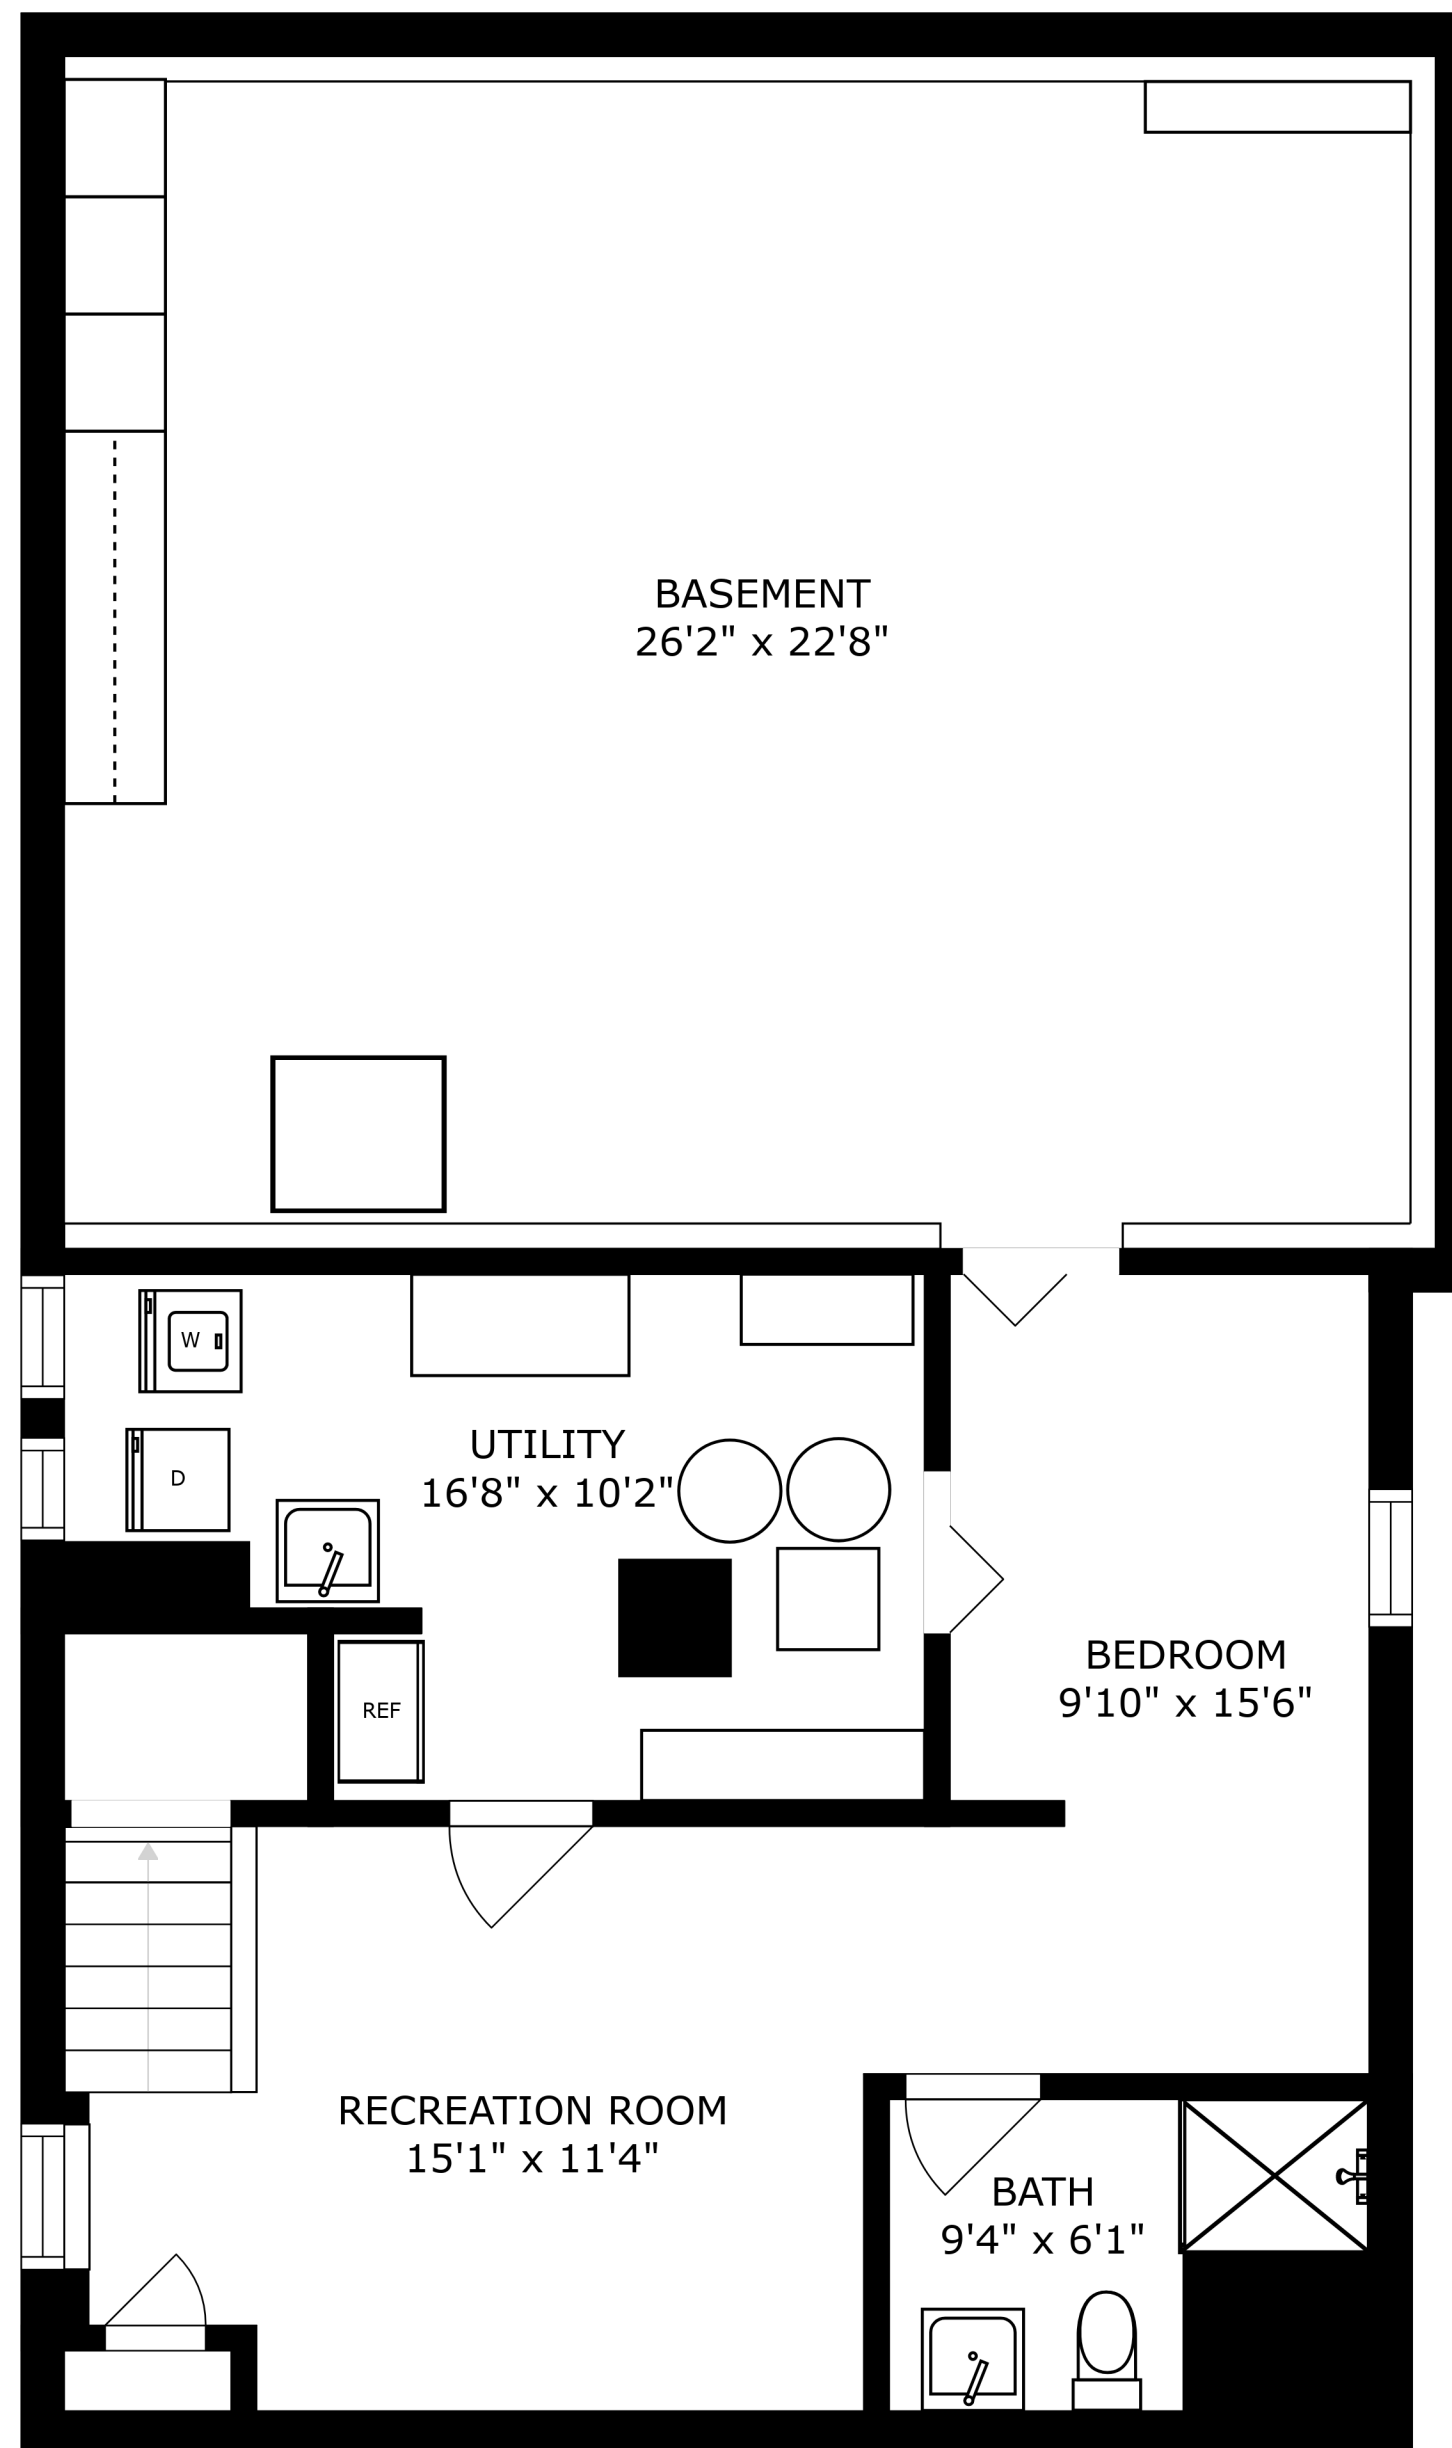 BASEMENT
26'2" x 22'8"
W
UTILITY
16'8" x 10'2"
D
BEDROOM
9'10" x 15'6"
REF
RECREATION ROOM
15'1" x 11'4"
BATH
9'4" x 6'1"